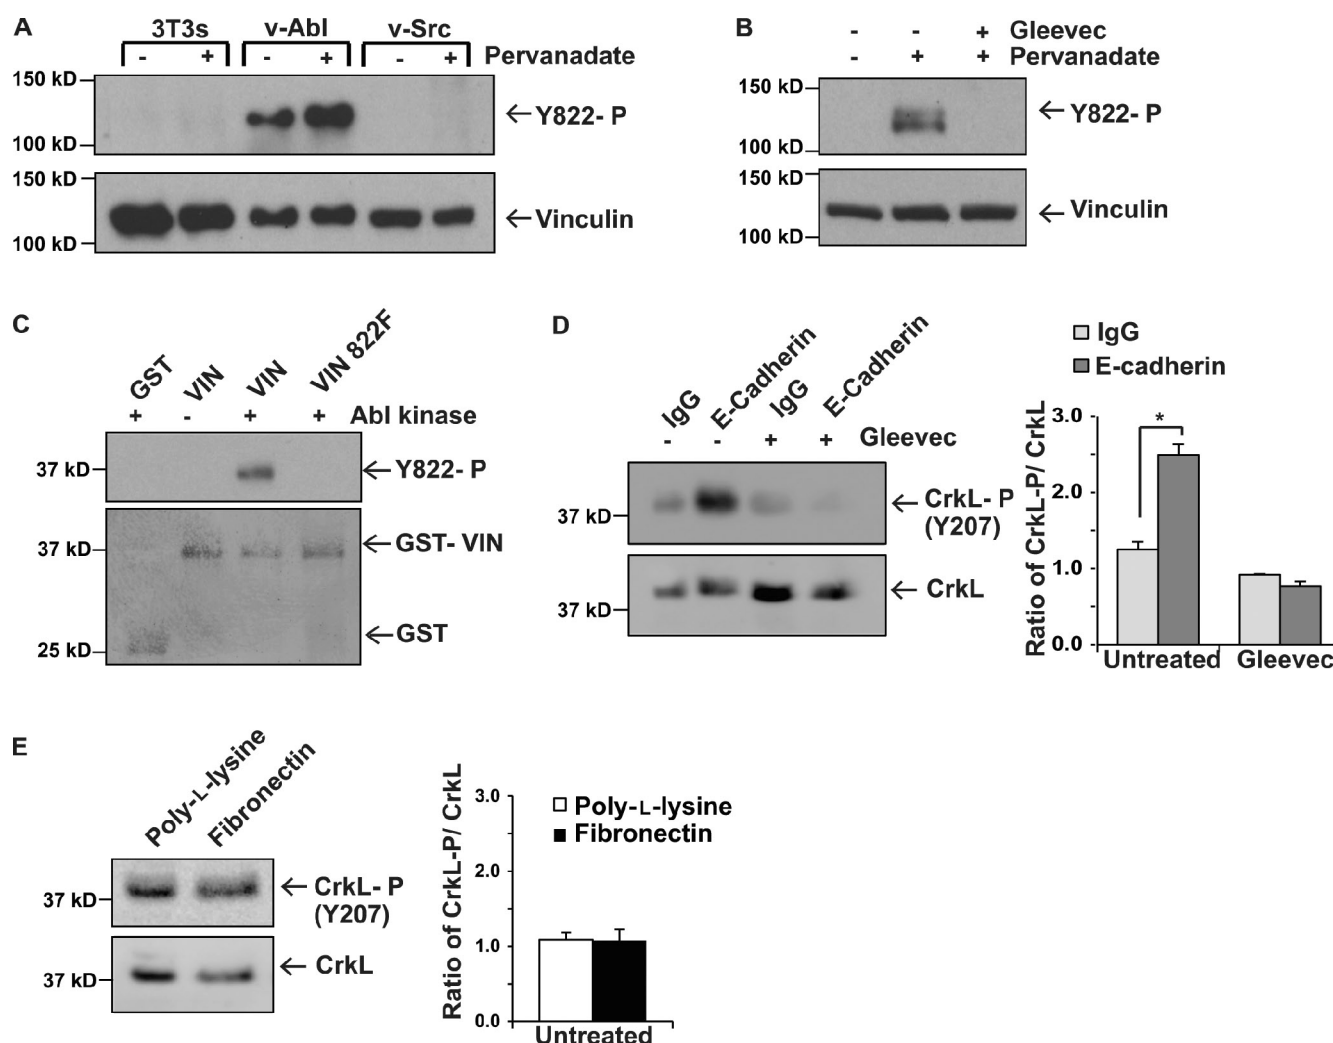 A
3T3s v-Abl v-Src
- + - + - + Pervanadate
150 kD
Y822- P
100 kD
150 kD
Vinculin
100 kD
B
- - + Gleevec
- + + Pervanadate
150 kD
Y822- P
100 kD
150 kD
Vinculin
100 kD
C
GST VIN VIN VIN 822F
+ - + + Abl kinase
37 kD
Y822- P
37 kD
GST- VIN
GST
25 kD
D
IgG E-Cadherin IgG E-Cadherin
- - + + Gleevec
37 kD
CrkL- P
(Y207)
CrkL
37 kD
IgG
E-cadherin
Ratio of CrkL-P/ CrkL
3.0
2.0
1.0
0.0
*
Untreated Gleevec
E
Poly-L-lysine Fibronectin
37 kD
CrkL- P
(Y207)
CrkL
37 kD
Ratio of CrkL-P/ CrkL
3.0
2.0
1.0
0.0
Poly-L-lysine
Fibronectin
Untreated